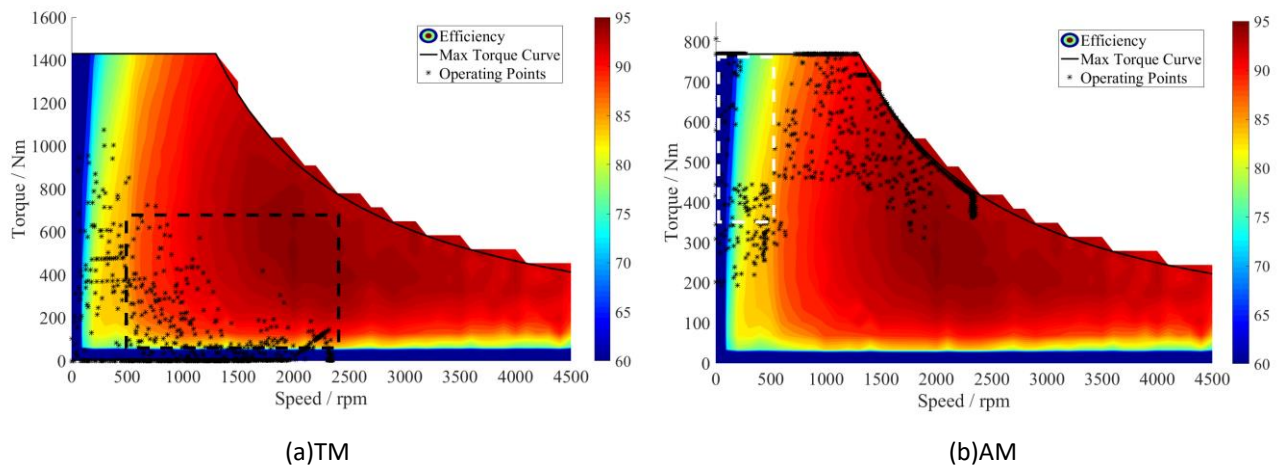 1600
1400
1200
1000
800
600
400
200
0
Torque / Nm
0 500 1000 1500 2000 2500 3000 3500 4000 4500
Speed / rpm
Efficiency
Max Torque Curve
Operating Points
95
90
85
80
75
70
65
60
(a)TM
800
700
600
500
400
300
200
100
0
Torque / Nm
0 500 1000 1500 2000 2500 3000 3500 4000 4500
Speed / rpm
Efficiency
Max Torque Curve
Operating Points
95
90
85
80
75
70
65
60
(b)AM